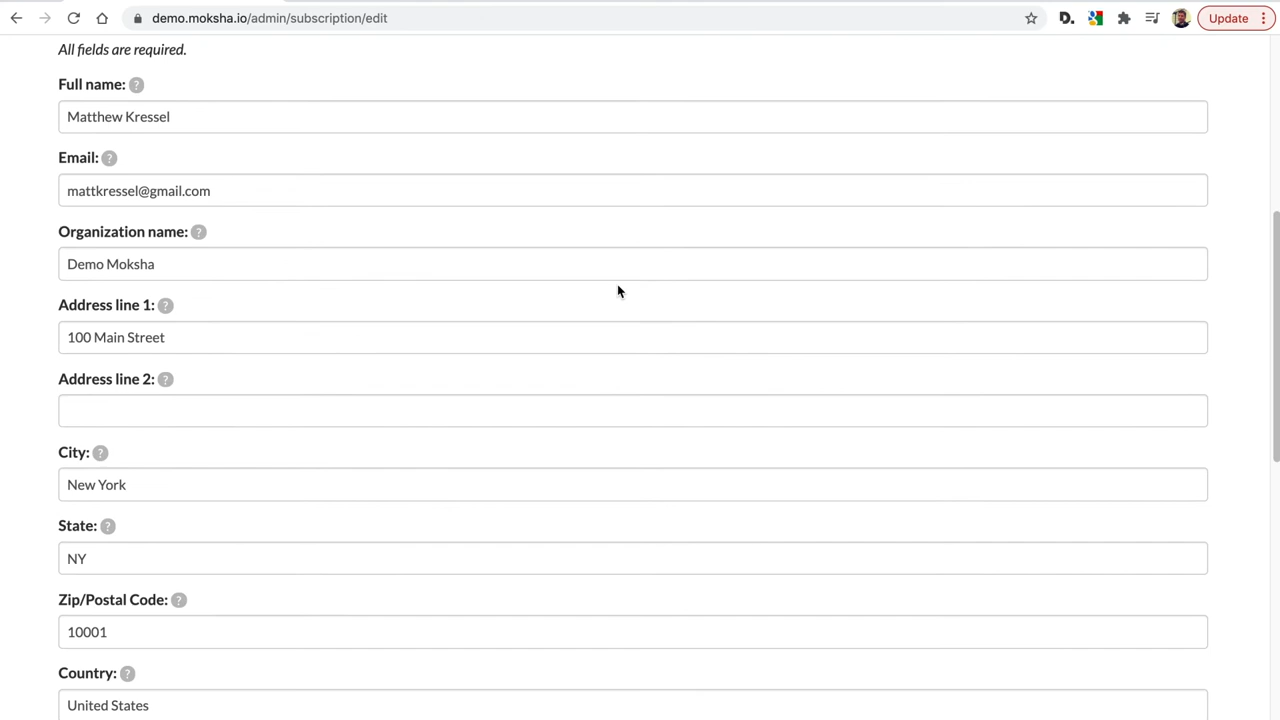 demo.moksha.io/admin/subscription/edit
D.
Update
All fields are required.
Full name: ?
Matthew Kressel
Email: ?
mattkressel@gmail.com
Organization name: ?
Demo Moksha
Address line 1: ?
100 Main Street
Address line 2: ?
City: ?
New York
State: ?
NY
Zip/Postal Code: ?
10001
Country: ?
United States